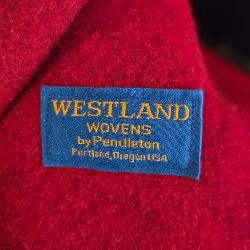 WESTLAND
WOVENS
by Pendleton
Portland, Oregon USA